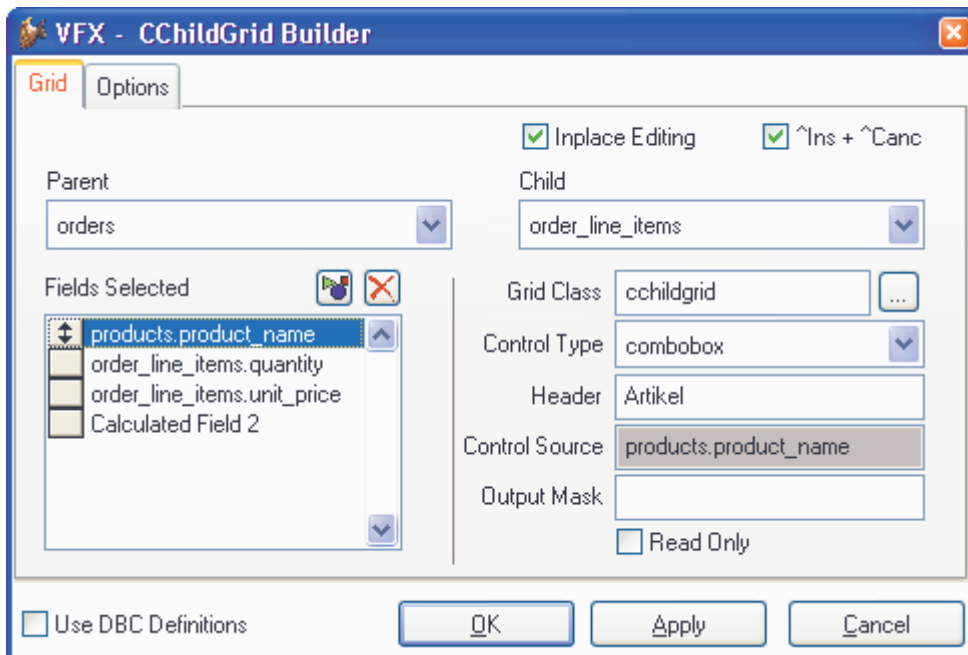 VFX - CChildGrid Builder
Grid
Options
Inplace Editing
^Ins + ^Canc
Parent
Child
orders
order_line_items
Fields Selected
products.product_name
order_line_items.quantity
order_line_items.unit_price
Calculated Field 2
Grid Class
cchildgrid
...
Control Type
combobox
Header
Artikel
Control Source
products.product_name
Output Mask
Read Only
Use DBC Definitions
OK
Apply
Cancel